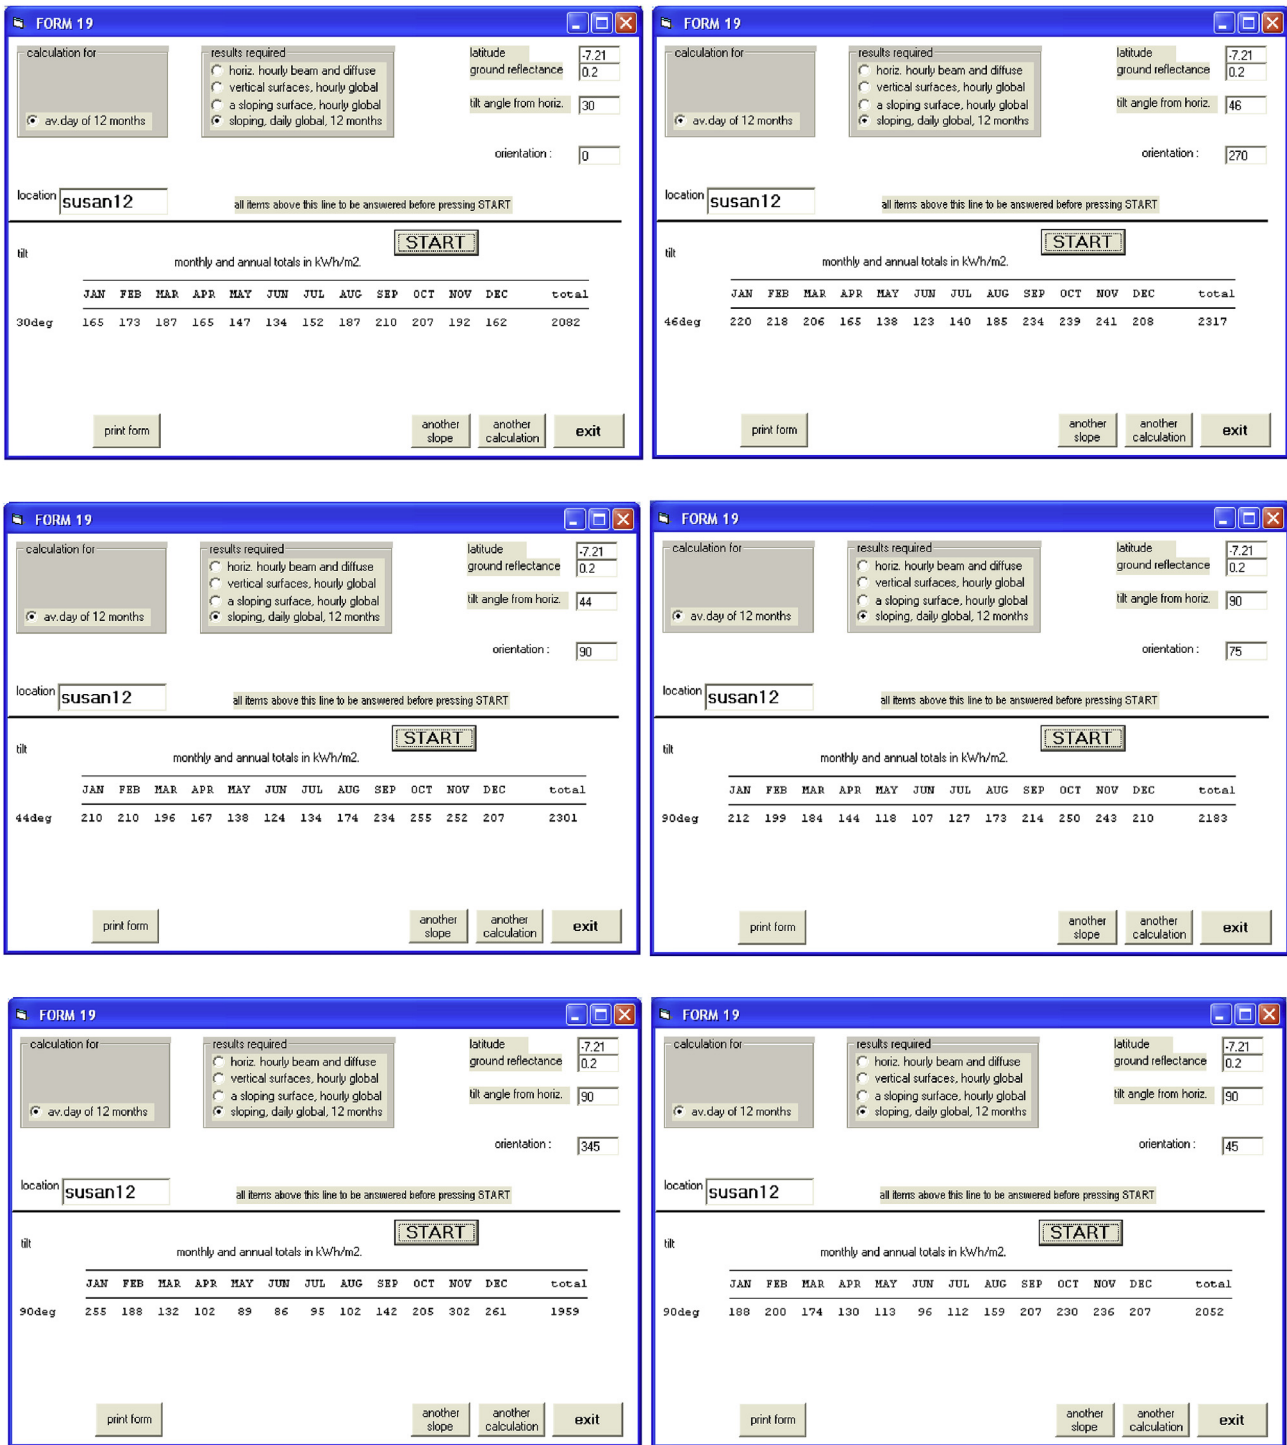 FORM 19
calculation for
av.day of 12 months
results required
horiz. hourly beam and diffuse
vertical surfaces, hourly global
a sloping surface, hourly global
sloping, daily global, 12 months
latitude -7.21
ground reflectance 0.2
tilt angle from horiz. 30
orientation : 0
location susan12
all items above this line to be answered before pressing START
START
tilt
monthly and annual totals in kWh/m2.
JAN FEB MAR APR MAY JUN JUL AUG SEP OCT NOV DEC total
30deg 165 173 187 165 147 134 152 187 210 207 192 162 2082
print form
another slope
another calculation
exit
FORM 19
calculation for
av.day of 12 months
results required
horiz. hourly beam and diffuse
vertical surfaces, hourly global
a sloping surface, hourly global
sloping, daily global, 12 months
latitude -7.21
ground reflectance 0.2
tilt angle from horiz. 46
orientation : 270
location susan12
all items above this line to be answered before pressing START
START
tilt
monthly and annual totals in kWh/m2.
JAN FEB MAR APR MAY JUN JUL AUG SEP OCT NOV DEC total
46deg 220 218 206 165 138 123 140 185 234 239 241 208 2317
print form
another slope
another calculation
exit
FORM 19
calculation for
av.day of 12 months
results required
horiz. hourly beam and diffuse
vertical surfaces, hourly global
a sloping surface, hourly global
sloping, daily global, 12 months
latitude -7.21
ground reflectance 0.2
tilt angle from horiz. 44
orientation : 90
location susan12
all items above this line to be answered before pressing START
START
tilt
monthly and annual totals in kWh/m2.
JAN FEB MAR APR MAY JUN JUL AUG SEP OCT NOV DEC total
44deg 210 210 196 167 138 124 134 174 234 255 252 207 2301
print form
another slope
another calculation
exit
FORM 19
calculation for
av.day of 12 months
results required
horiz. hourly beam and diffuse
vertical surfaces, hourly global
a sloping surface, hourly global
sloping, daily global, 12 months
latitude -7.21
ground reflectance 0.2
tilt angle from horiz. 90
orientation : 75
location susan12
all items above this line to be answered before pressing START
START
tilt
monthly and annual totals in kWh/m2.
JAN FEB MAR APR MAY JUN JUL AUG SEP OCT NOV DEC total
90deg 212 199 184 144 118 107 127 173 214 250 243 210 2183
print form
another slope
another calculation
exit
FORM 19
calculation for
av.day of 12 months
results required
horiz. hourly beam and diffuse
vertical surfaces, hourly global
a sloping surface, hourly global
sloping, daily global, 12 months
latitude -7.21
ground reflectance 0.2
tilt angle from horiz. 90
orientation : 345
location susan12
all items above this line to be answered before pressing START
START
tilt
monthly and annual totals in kWh/m2.
JAN FEB MAR APR MAY JUN JUL AUG SEP OCT NOV DEC total
90deg 255 188 132 102 89 86 95 102 142 205 302 261 1959
print form
another slope
another calculation
exit
FORM 19
calculation for
av.day of 12 months
results required
horiz. hourly beam and diffuse
vertical surfaces, hourly global
a sloping surface, hourly global
sloping, daily global, 12 months
latitude -7.21
ground reflectance 0.2
tilt angle from horiz. 90
orientation : 45
location susan12
all items above this line to be answered before pressing START
START
tilt
monthly and annual totals in kWh/m2.
JAN FEB MAR APR MAY JUN JUL AUG SEP OCT NOV DEC total
90deg 188 200 174 130 113 96 112 159 207 230 236 207 2052
print form
another slope
another calculation
exit